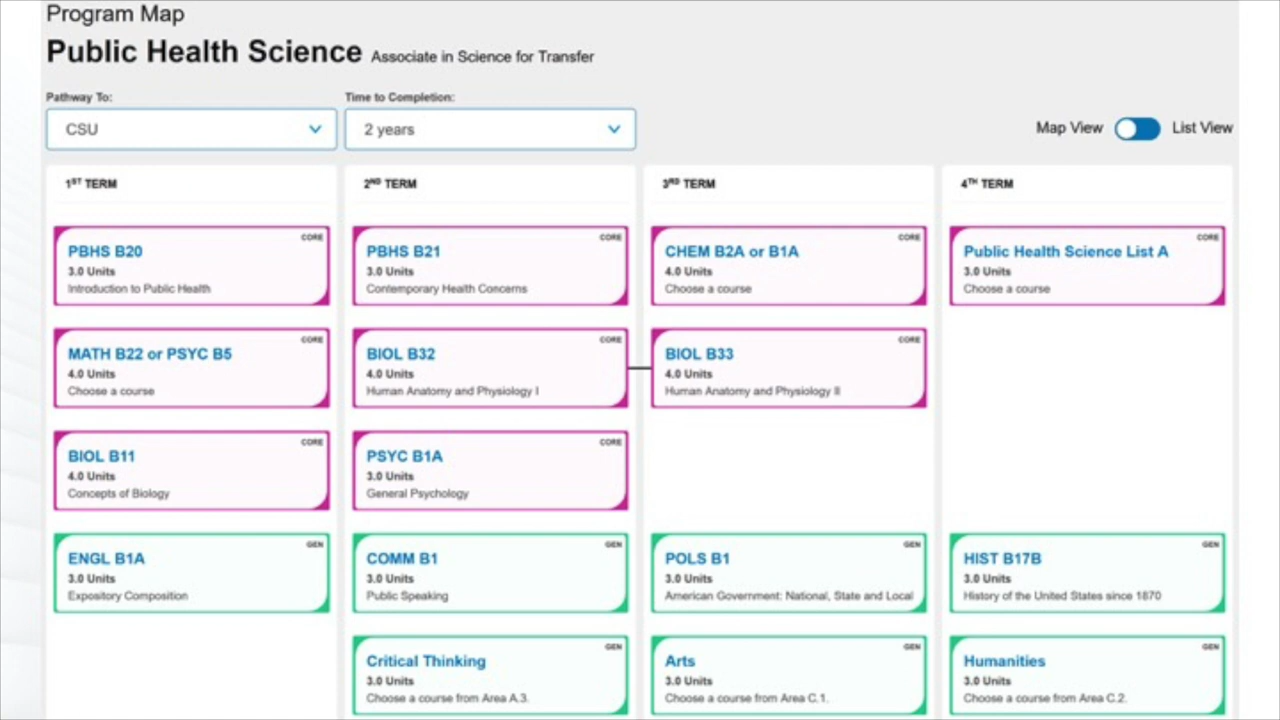 Program Map
Public Health Science Associate in Science for Transfer
Pathway To:
Time to Completion:
CSU
2 years
Map View
List View
1ST TERM
2ND TERM
3RD TERM
4TH TERM
CORE
PBHS B20
3.0 Units
Introduction to Public Health
CORE
PBHS B21
3.0 Units
Contemporary Health Concerns
CORE
CHEM B2A or B1A
4.0 Units
Choose a course
CORE
Public Health Science List A
3.0 Units
Choose a course
CORE
MATH B22 or PSYC B5
4.0 Units
Choose a course
CORE
BIOL B32
4.0 Units
Human Anatomy and Physiology I
CORE
BIOL B33
4.0 Units
Human Anatomy and Physiology II
CORE
BIOL B11
4.0 Units
Concepts of Biology
CORE
PSYC B1A
3.0 Units
General Psychology
GEN
ENGL B1A
3.0 Units
Expository Composition
GEN
COMM B1
3.0 Units
Public Speaking
GEN
POLS B1
3.0 Units
American Government: National, State and Local
GEN
HIST B17B
3.0 Units
History of the United States since 1870
GEN
Critical Thinking
3.0 Units
Choose a course from Area A.3.
GEN
Arts
3.0 Units
Choose a course from Area C.1.
GEN
Humanities
3.0 Units
Choose a course from Area C.2.